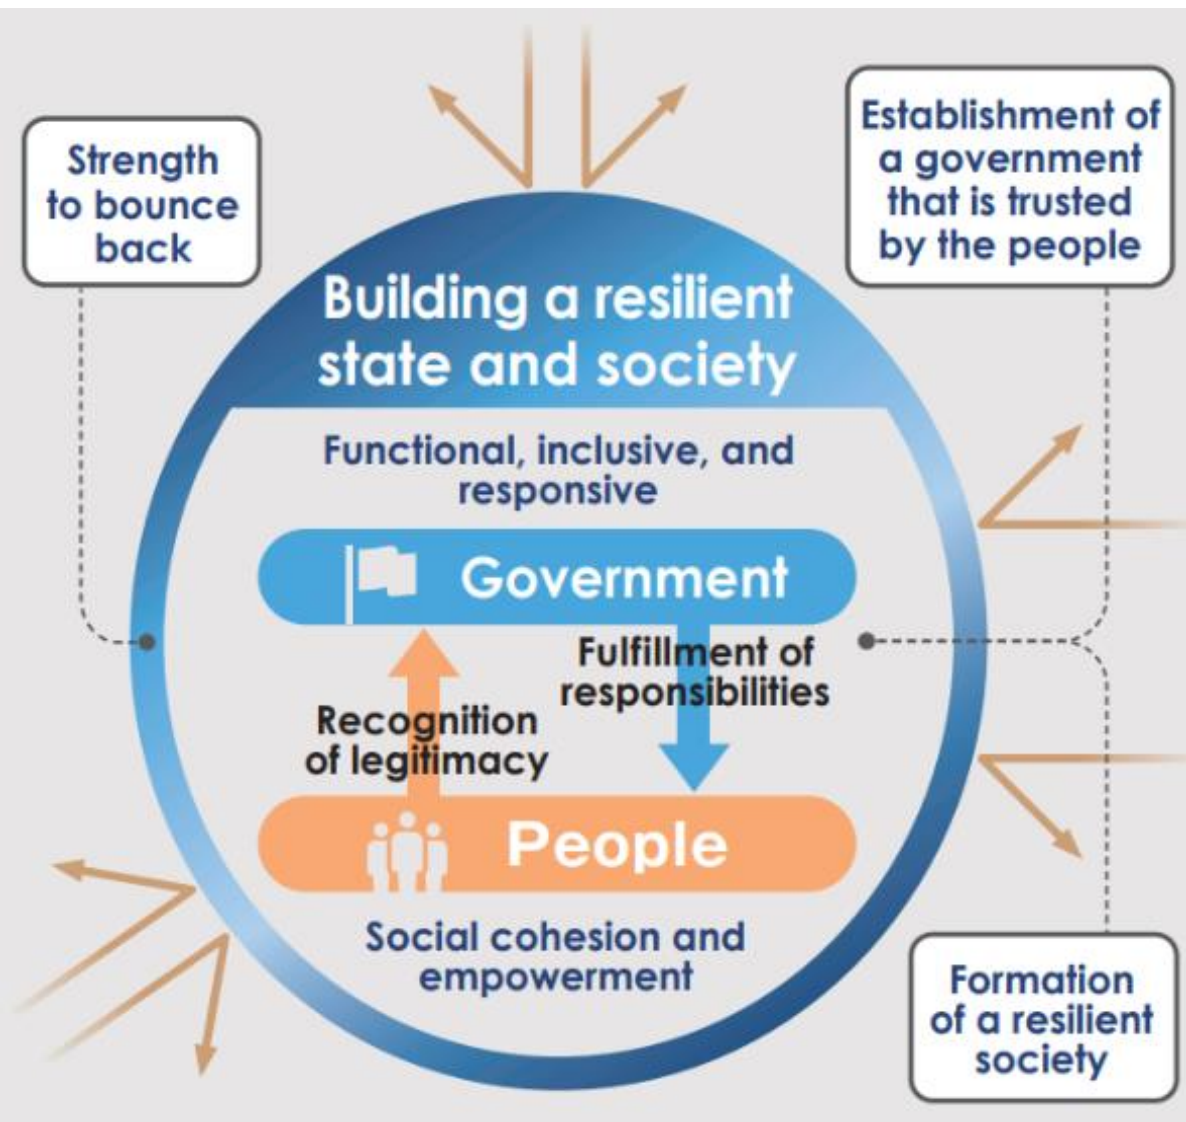 Strength
to bounce
back
Establishment of
a government
that is trusted
by the people
Building a resilient
state and society
Functional, inclusive, and
responsive
Government
Fulfillment of
responsibilities
Recognition
of legitimacy
People
Social cohesion and
empowerment
Formation
of a resilient
society